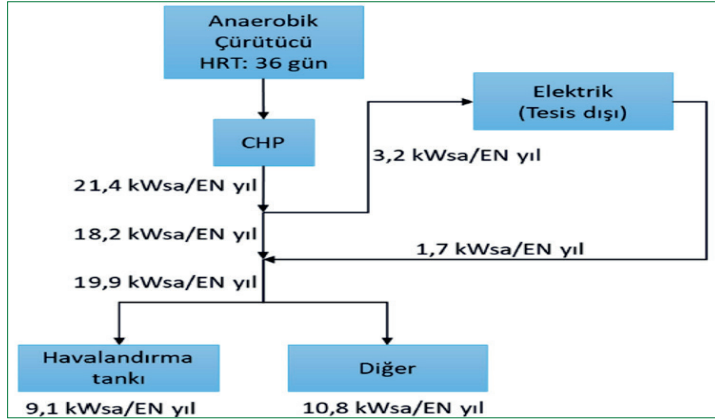 Anaerobik
Çürütücü
HRT: 36 gün
CHP
Elektrik
(Tesis dışı)
3,2 kWsa/EN yıl
21,4 kWsa/EN yıl
18,2 kWsa/EN yıl
1,7 kWsa/EN yıl
19,9 kWsa/EN yıl
Havalandırma
tankı
Diğer
9,1 kWsa/EN yıl
10,8 kWsa/EN yıl